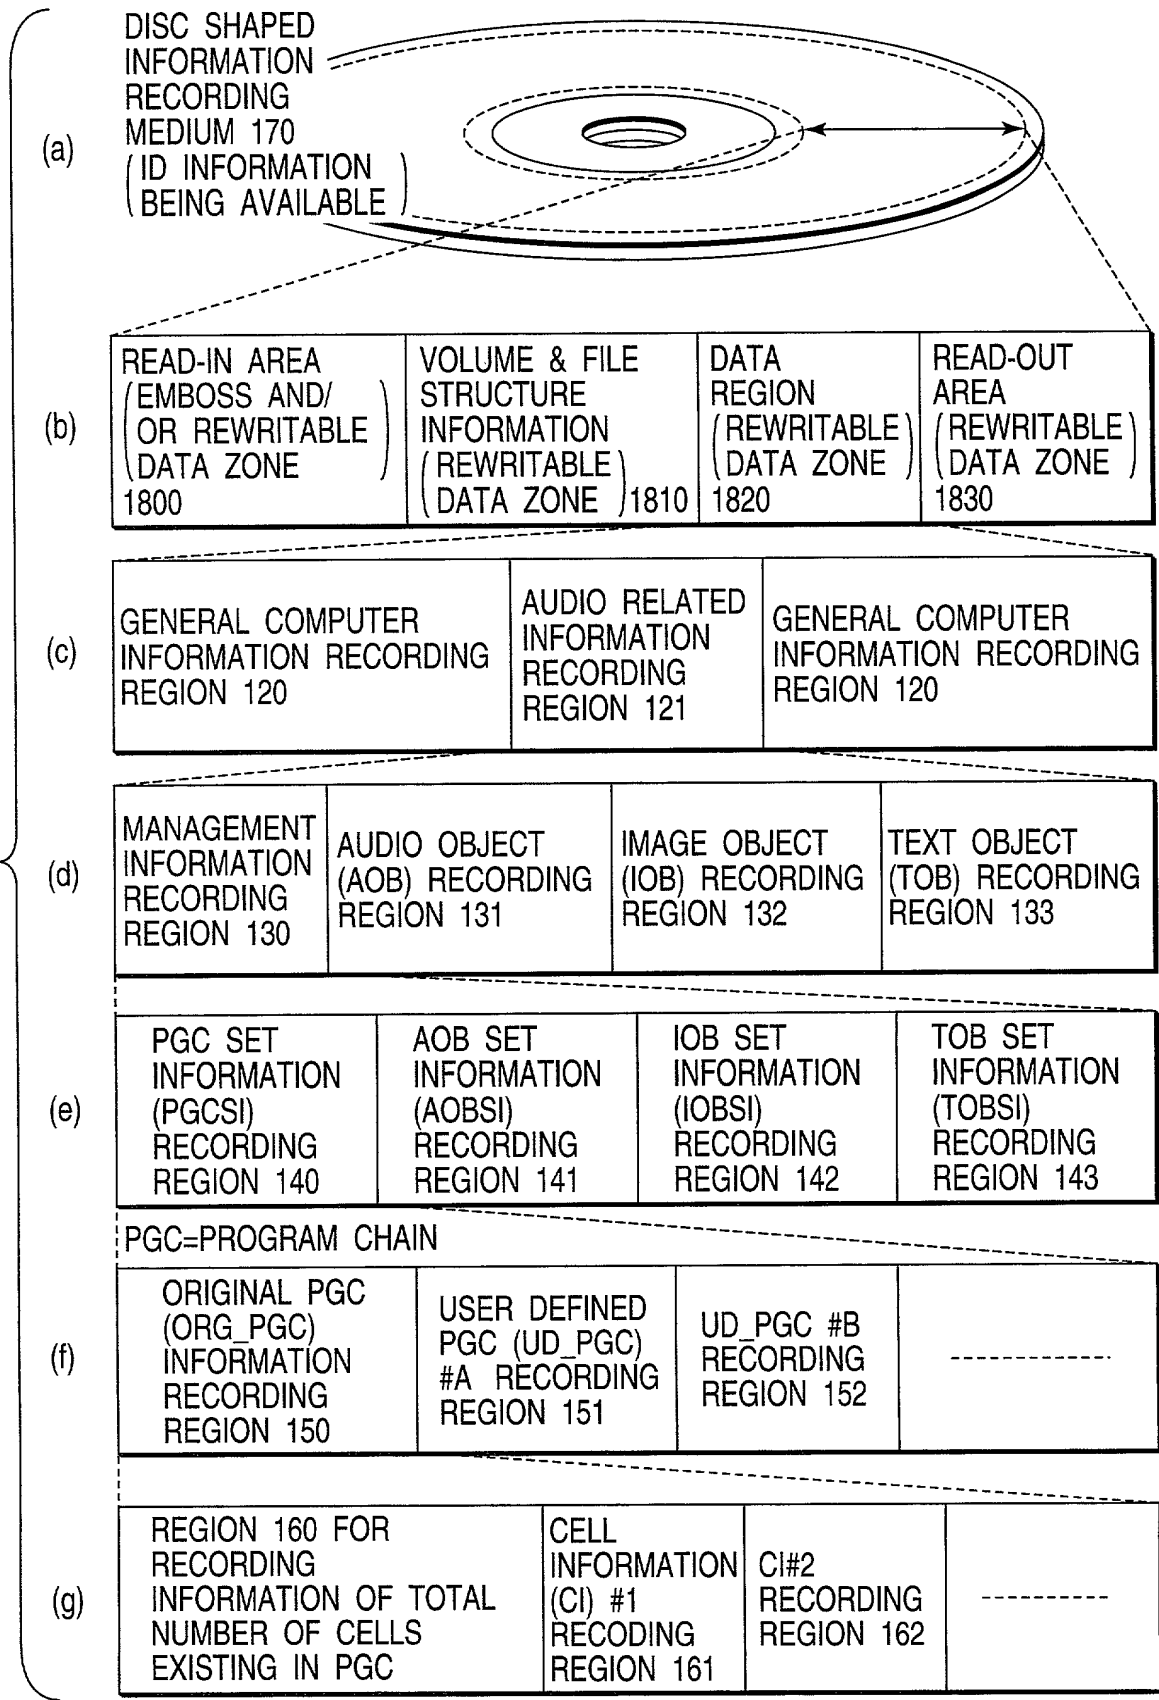 DISC SHAPED
INFORMATION
RECORDING
MEDIUM 170
(ID INFORMATION
BEING AVAILABLE)
(a)
(b)
READ-IN AREA
(EMBOSS AND/
OR REWRITABLE
DATA ZONE)
1800
VOLUME & FILE
STRUCTURE
INFORMATION
(REWRITABLE
DATA ZONE)1810
DATA
REGION
(REWRITABLE
DATA ZONE)
1820
READ-OUT
AREA
(REWRITABLE
DATA ZONE)
1830
(c)
GENERAL COMPUTER
INFORMATION RECORDING
REGION 120
AUDIO RELATED
INFORMATION
RECORDING
REGION 121
GENERAL COMPUTER
INFORMATION RECORDING
REGION 120
(d)
MANAGEMENT
INFORMATION
RECORDING
REGION 130
AUDIO OBJECT
(AOB) RECORDING
REGION 131
IMAGE OBJECT
(IOB) RECORDING
REGION 132
TEXT OBJECT
(TOB) RECORDING
REGION 133
(e)
PGC SET
INFORMATION
(PGCSI)
RECORDING
REGION 140
AOB SET
INFORMATION
(AOBSI)
RECORDING
REGION 141
IOB SET
INFORMATION
(IOBSI)
RECORDING
REGION 142
TOB SET
INFORMATION
(TOBSI)
RECORDING
REGION 143
PGC=PROGRAM CHAIN
(f)
ORIGINAL PGC
(ORG_PGC)
INFORMATION
RECORDING
REGION 150
USER DEFINED
PGC (UD_PGC)
#A RECORDING
REGION 151
UD_PGC #B
RECORDING
REGION 152
(g)
REGION 160 FOR
RECORDING
INFORMATION OF TOTAL
NUMBER OF CELLS
EXISTING IN PGC
CELL
INFORMATION
(CI) #1
RECODING
REGION 161
CI#2
RECORDING
REGION 162